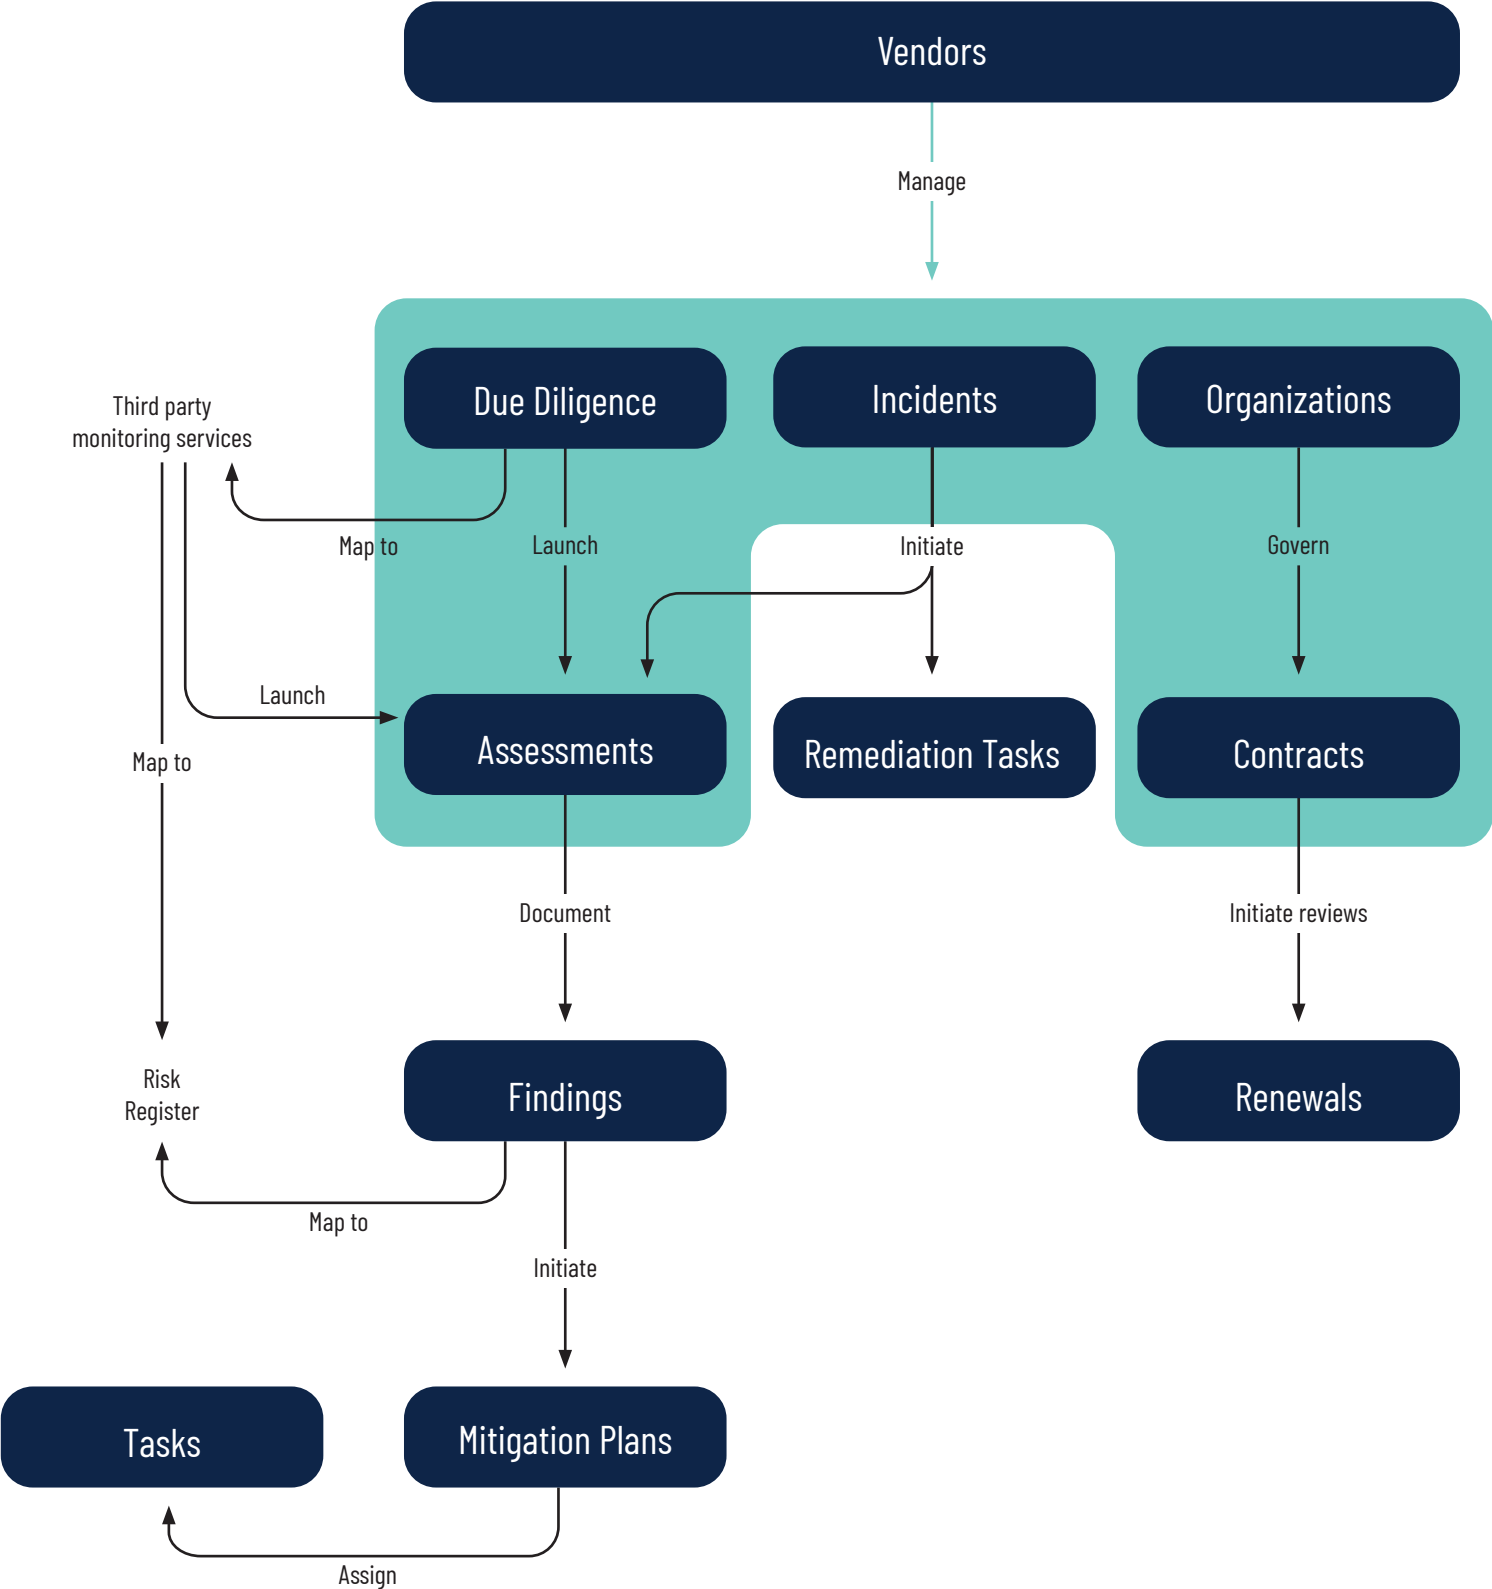 Vendors
Manage
Due Diligence
Incidents
Organizations
Third party
monitoring services
Map to
Launch
Initiate
Govern
Launch
Map to
Assessments
Remediation Tasks
Contracts
Document
Initiate reviews
Risk
Register
Findings
Renewals
Map to
Initiate
Tasks
Mitigation Plans
Assign